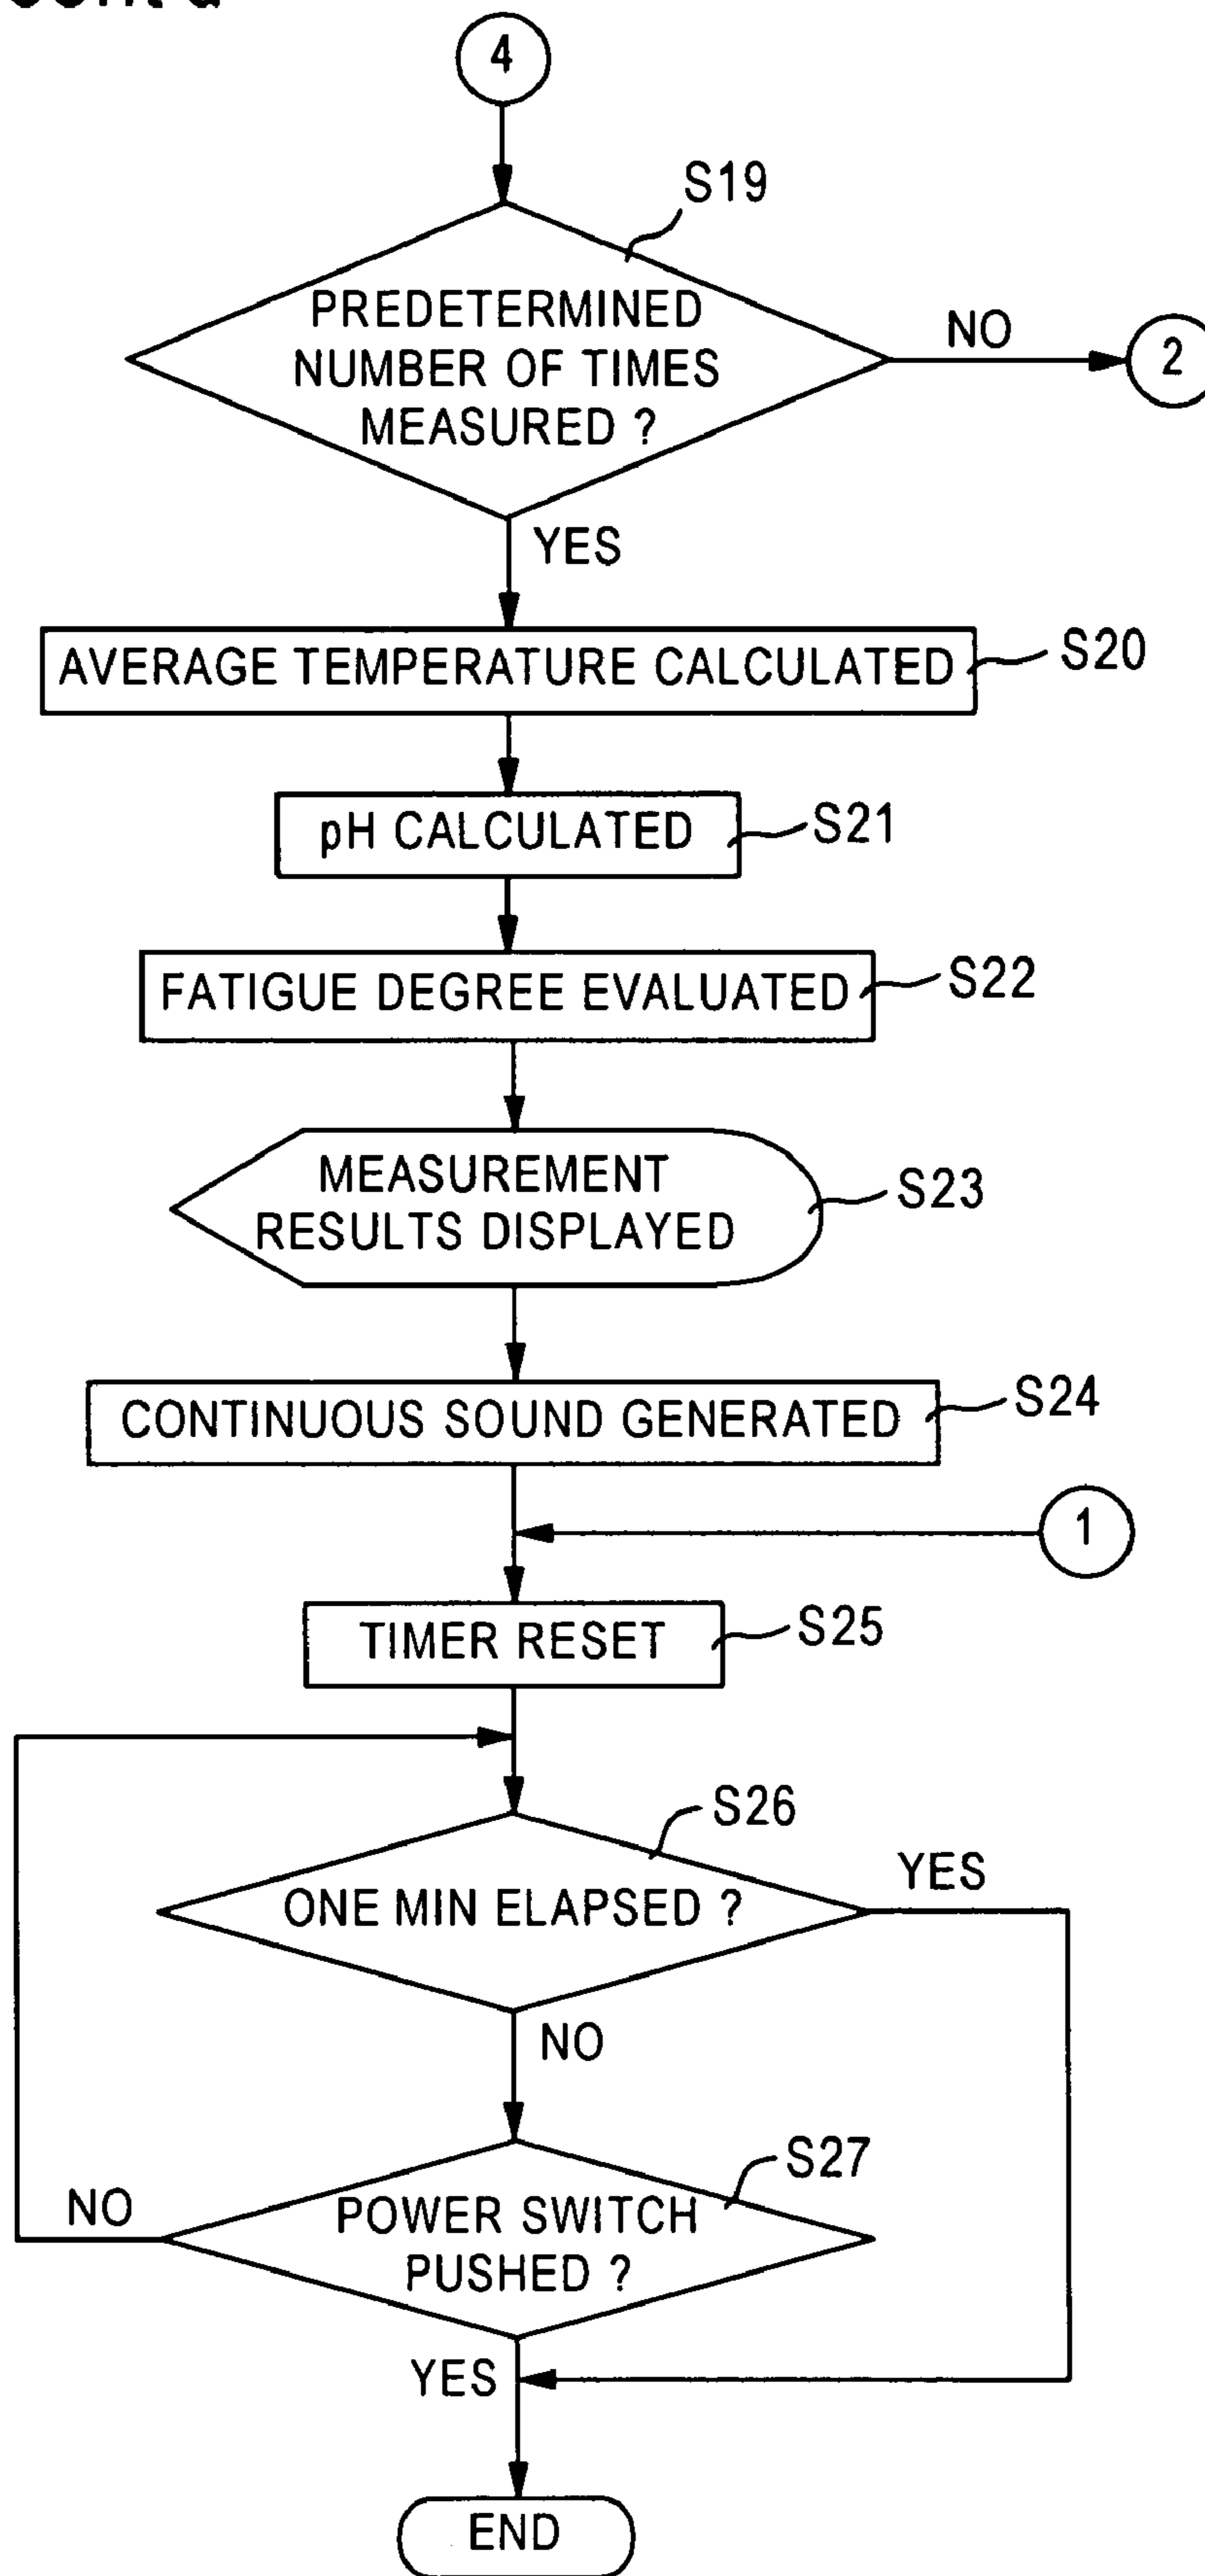 4
S19
PREDETERMINED
NUMBER OF TIMES
MEASURED ?
NO
2
YES
AVERAGE TEMPERATURE CALCULATED
S20
pH CALCULATED
S21
FATIGUE DEGREE EVALUATED
S22
MEASUREMENT
RESULTS DISPLAYED
S23
CONTINUOUS SOUND GENERATED
S24
1
TIMER RESET
S25
S26
ONE MIN ELAPSED ?
YES
NO
S27
POWER SWITCH
PUSHED ?
NO
YES
END